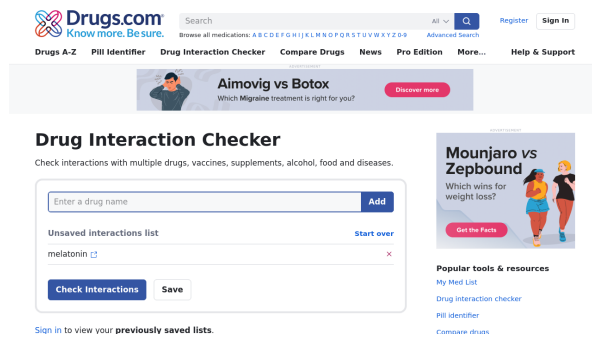 Drugs.com®
Know more. Be sure.
Search
All
Register
Sign In
Browse all medications: A B C D E F G H I J K L M N O P Q R S T U V W X Y Z 0-9
Advanced Search
Drugs A-Z
Pill Identifier
Drug Interaction Checker
Compare Drugs
News
Pro Edition
More...
Help & Support
ADVERTISEMENT
Aimovig vs Botox
Which Migraine treatment is right for you?
Discover more
Drug Interaction Checker
Check interactions with multiple drugs, vaccines, supplements, alcohol, food and diseases.
Enter a drug name
Add
Unsaved interactions list
Start over
melatonin
Check Interactions
Save
Sign in to view your previously saved lists.
ADVERTISEMENT
Mounjaro vs
Zepbound
Which wins for
weight loss?
Get the Facts
Popular tools & resources
My Med List
Drug interaction checker
Pill identifier
Compare drugs